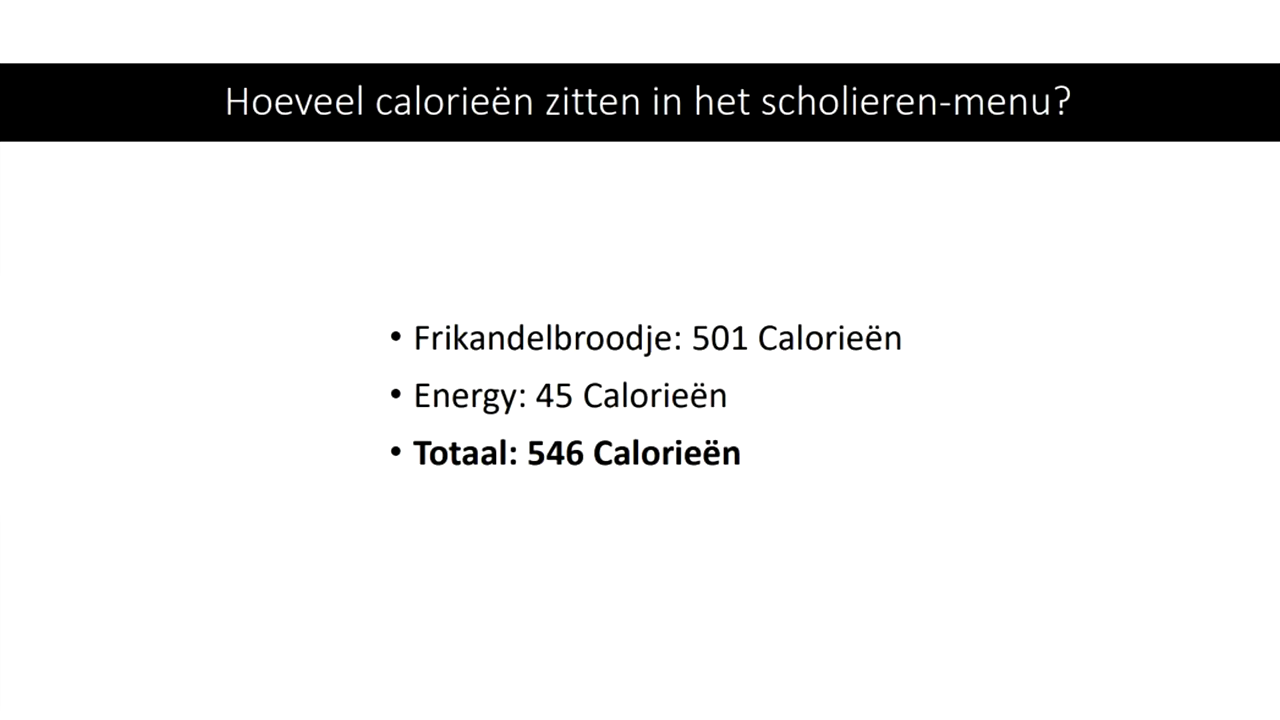 Hoeveel calorieën zitten in het scholieren-menu?
• Frikandelbroodje: 501 Calorieën
• Energy: 45 Calorieën
• Totaal: 546 Calorieën